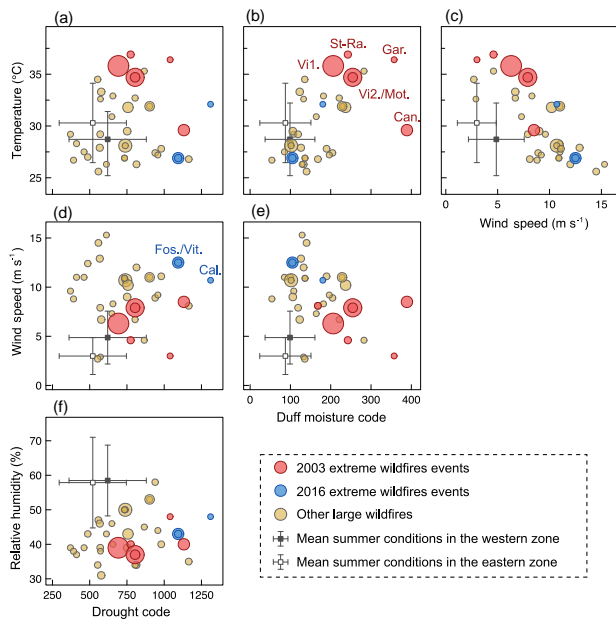 (a)
(b)
(c)
Temperature (°C)
35
30
25
St-Ra.
Gar.
Vi1.
Vi2./Mot.
Can.
0
5
10
15
Wind speed (m s⁻¹)
(d)
(e)
Wind speed (m s⁻¹)
15
10
5
0
Fos./Vit.
Cal.
0
100
200
300
400
Duff moisture code
(f)
Relative humidity (%)
70
60
50
40
30
250
500
750
1000
1250
Drought code
2003 extreme wildfires events
2016 extreme wildfires events
Other large wildfires
Mean summer conditions in the western zone
Mean summer conditions in the eastern zone